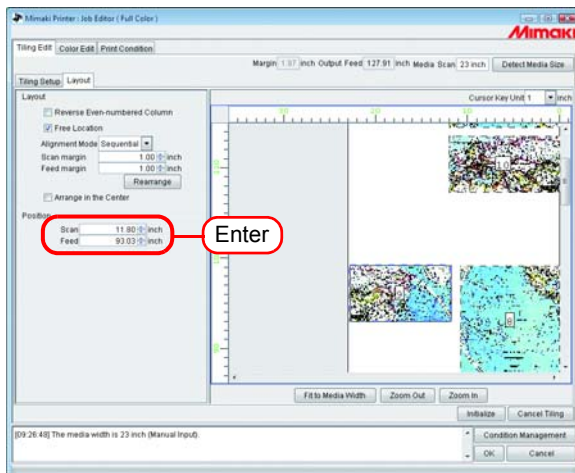 Mimaki Printer : Job Editor ( Full Color )
Mimaki
Tiling Edit Color Edit Print Condition
Margin 1.97 inch Output Feed 127.91 inch Media Scan 23 inch Detect Media Size
Tiling Setup Layout
Layout
Cursor Key Unit 1 inch
Reverse Even-numbered Column
Free Location
Alignment Mode Sequential
Scan margin 1.00 inch
Feed margin 1.00 inch
Rearrange
Arrange in the Center
Position
Scan 11.80 inch
Feed 93.03 inch
Enter
10
9
8
Fit to Media Width Zoom Out Zoom In
Initialize Cancel Tiling
[09:26:48] The media width is 23 inch (Manual Input).
Condition Management
OK Cancel